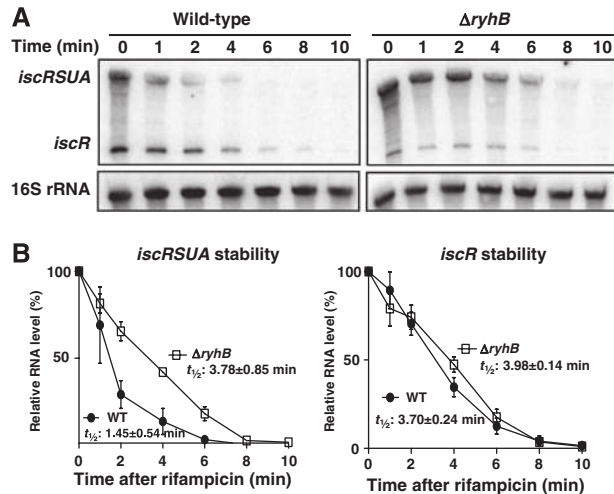 A
Wild-type
ΔryhB
Time (min) 0 1 2 4 6 8 10 0 1 2 4 6 8 10
iscRSUA
iscR
16S rRNA
B
iscRSUA stability
iscR stability
Relative RNA level (%)
100
50
ΔryhB
t½: 3.78±0.85 min
WT
t½: 1.45±0.54 min
0 2 4 6 8 10
Time after rifampicin (min)
Relative RNA level (%)
100
50
ΔryhB
t½: 3.98±0.14 min
WT
t½: 3.70±0.24 min
0 2 4 6 8 10
Time after rifampicin (min)